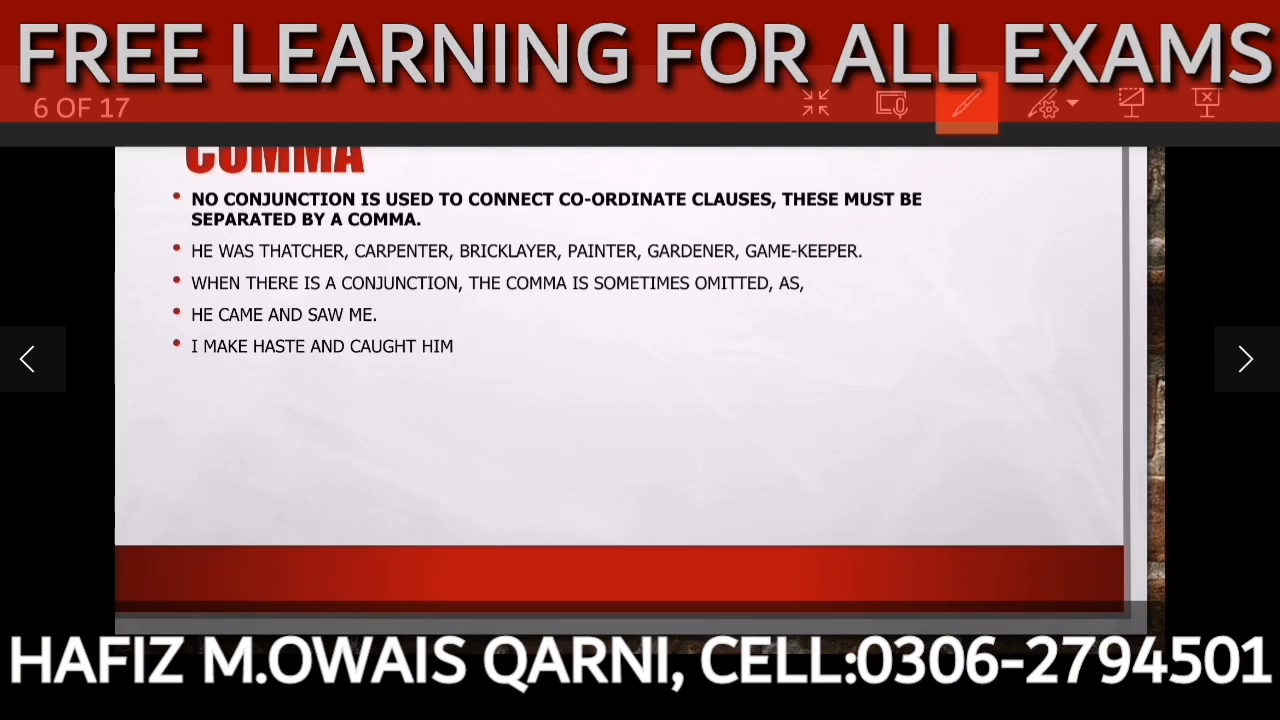 FREE LEARNING FOR ALL EXAMS
6 OF 17
COMMA
NO CONJUNCTION IS USED TO CONNECT CO-ORDINATE CLAUSES, THESE MUST BE
SEPARATED BY A COMMA.
HE WAS THATCHER, CARPENTER, BRICKLAYER, PAINTER, GARDENER, GAME-KEEPER.
WHEN THERE IS A CONJUNCTION, THE COMMA IS SOMETIMES OMITTED, AS,
HE CAME AND SAW ME.
I MAKE HASTE AND CAUGHT HIM
HAFIZ M.OWAIS QARNI, CELL:0306-2794501